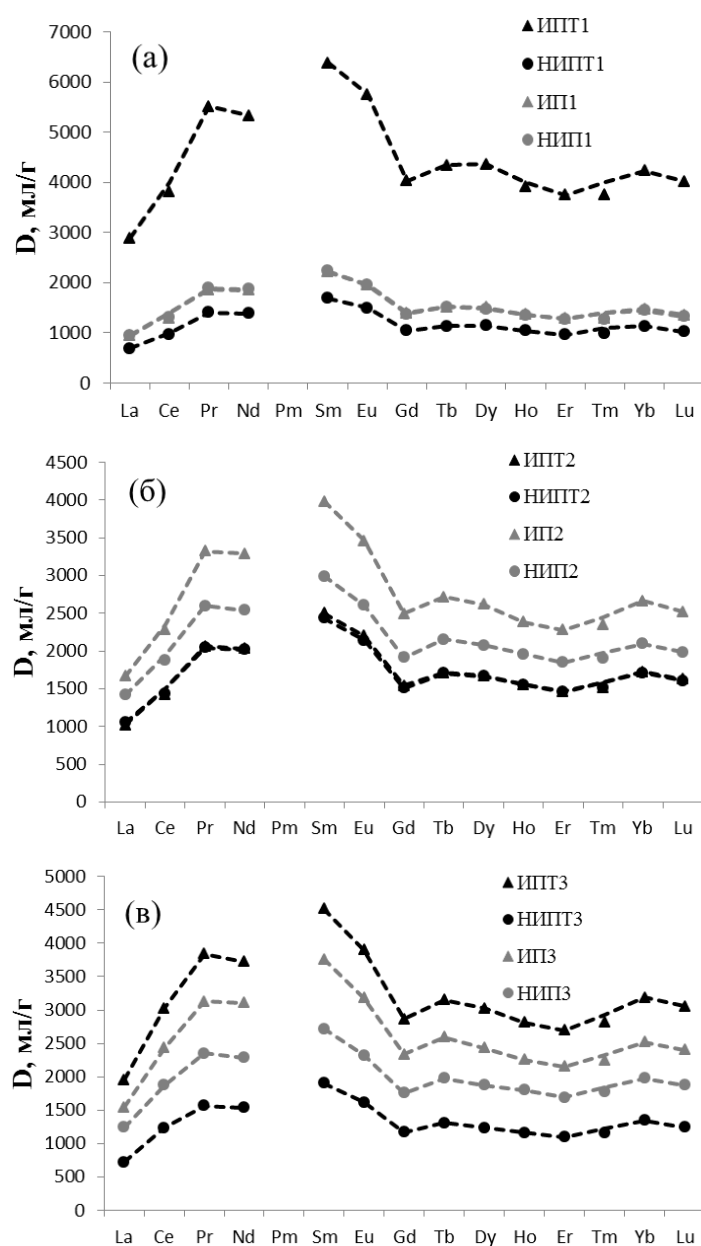 (а)
ИПТ1
НИПТ1
ИП1
НИП1
D, мл/г
7000
6000
5000
4000
3000
2000
1000
0
La Ce Pr Nd Pm Sm Eu Gd Tb Dy Ho Er Tm Yb Lu
(б)
ИПТ2
НИПТ2
ИП2
НИП2
D, мл/г
4500
4000
3500
3000
2500
2000
1500
1000
500
0
La Ce Pr Nd Pm Sm Eu Gd Tb Dy Ho Er Tm Yb Lu
(в)
ИПТ3
НИПТ3
ИП3
НИП3
D, мл/г
5000
4500
4000
3500
3000
2500
2000
1500
1000
500
0
La Ce Pr Nd Pm Sm Eu Gd Tb Dy Ho Er Tm Yb Lu